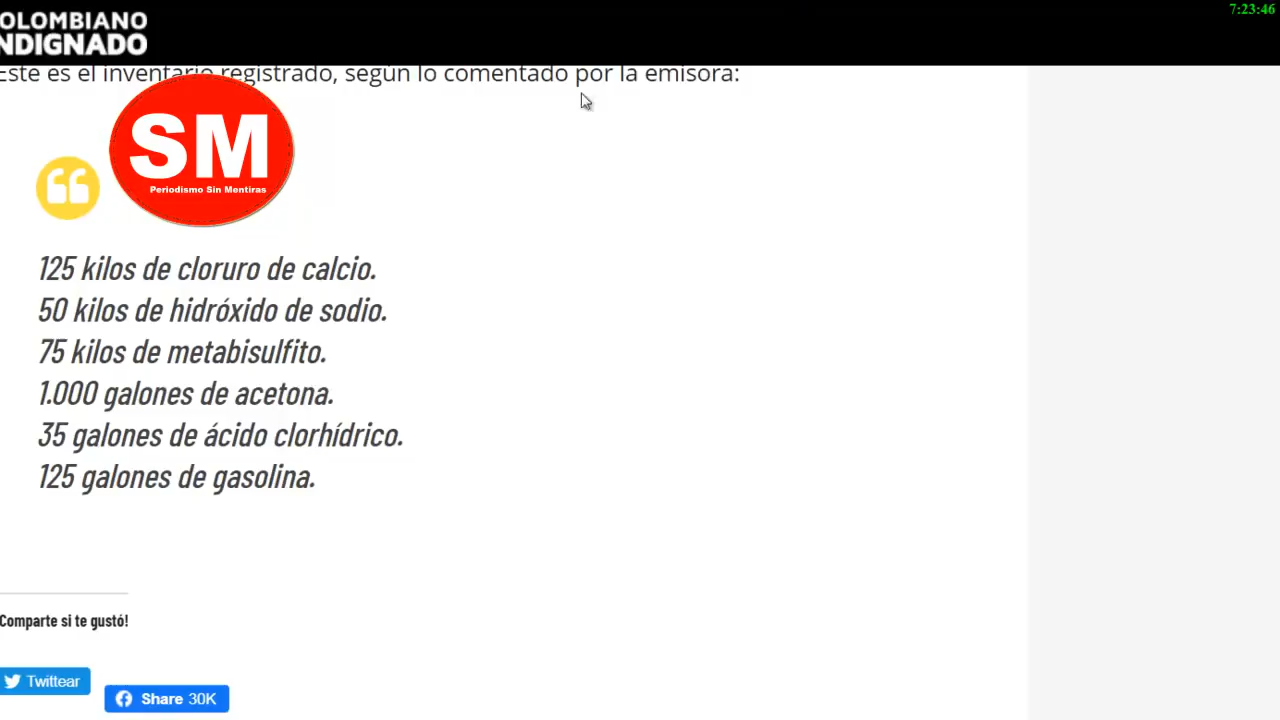 7:23:46
OLOMBIANO
NDIGNADO
Este es el inventario registrado, según lo comentado por la emisora:
SM
Periodismo Sin Mentiras
125 kilos de cloruro de calcio.
50 kilos de hidróxido de sodio.
75 kilos de metabisulfito.
1.000 galones de acetona.
35 galones de ácido clorhídrico.
125 galones de gasolina.
Comparte si te gustó!
Twittear
Share 30K